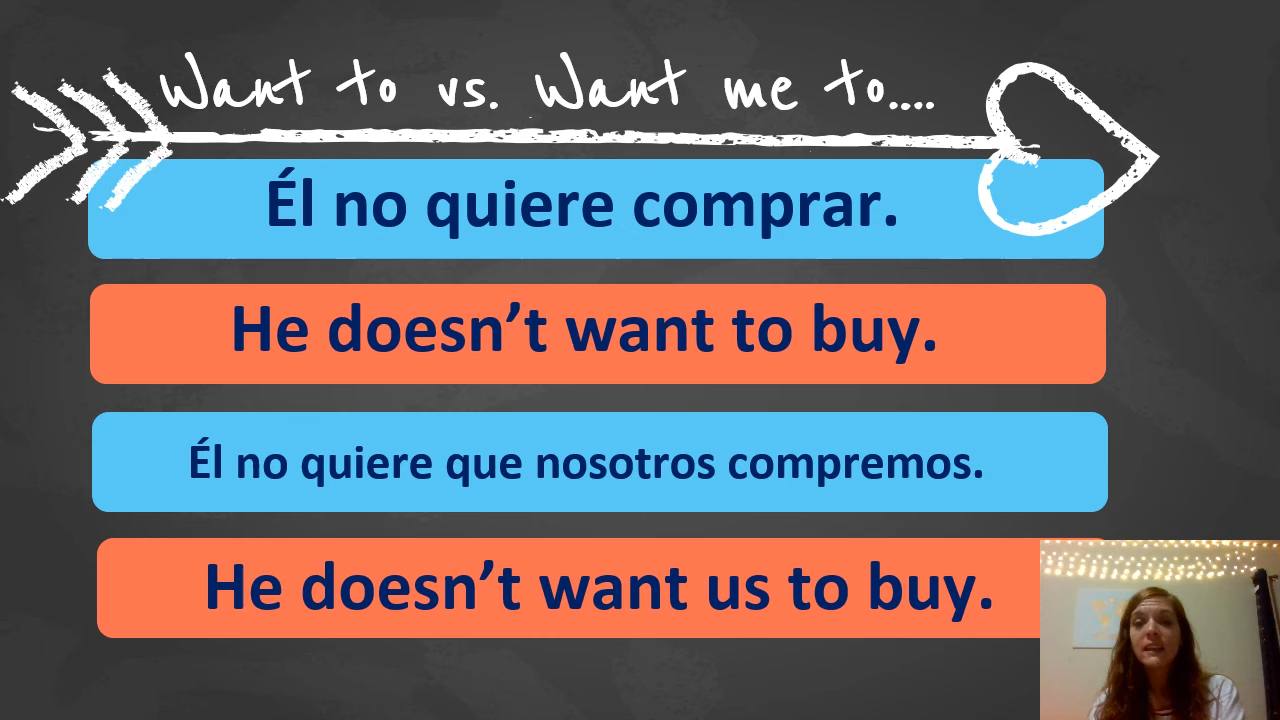 Want to vs. Want me to....
Él no quiere comprar.
He doesn’t want to buy.
Él no quiere que nosotros compremos.
He doesn’t want us to buy.